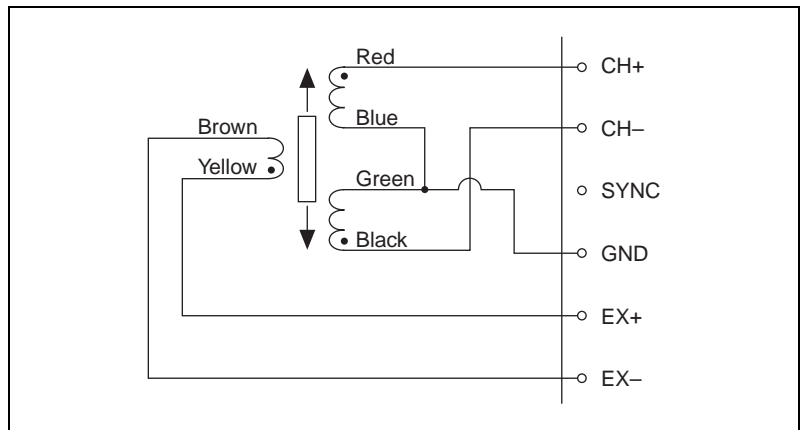 Red
CH+
Blue
CH–
Brown
Yellow
Green
SYNC
Black
GND
EX+
EX–